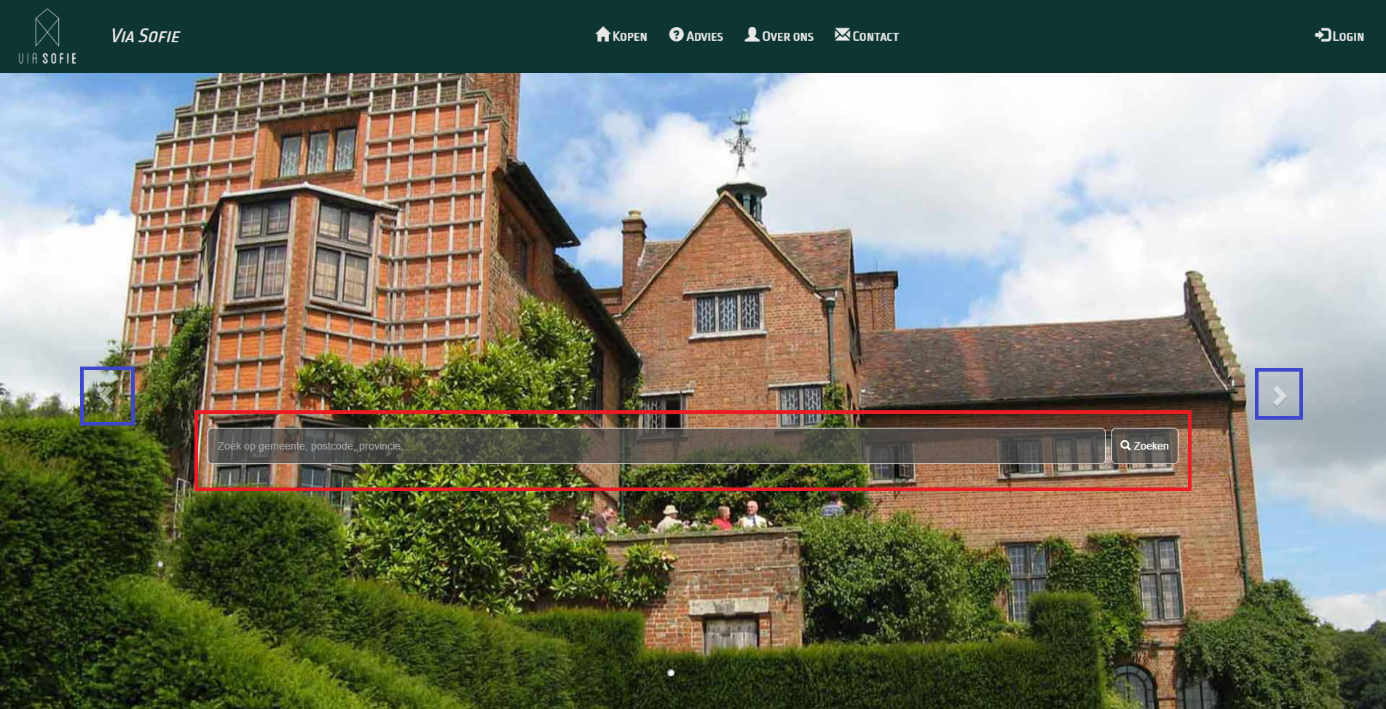 VIA SOFIE
Via Sofie
Kopen
Advies
Over ons
Contact
Login
Zoek op gemeente, postcode, provincie.
Zoeken